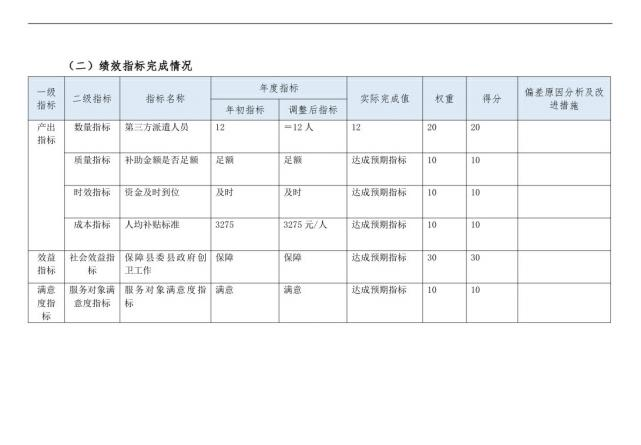 （二）绩效指标完成情况
一级指标 二级指标 指标名称 年度指标 实际完成值 权重 得分 偏差原因分析及改进措施
年初指标 调整后指标
产出指标 数量指标 第三方派遣人员 12 ＝12 人 12 20 20
质量指标 补助金额是否足额 足额 足额 达成预期指标 10 10
时效指标 资金及时到位 及时 及时 达成预期指标 10 10
成本指标 人均补贴标准 3275 3275 元/人 达成预期指标 10 10
效益指标 社会效益指标 保障县委县政府创卫工作 保障 保障 达成预期指标 30 30
满意度指标 服务对象满意度指标 服务对象满意度指标 满意 满意 达成预期指标 10 10